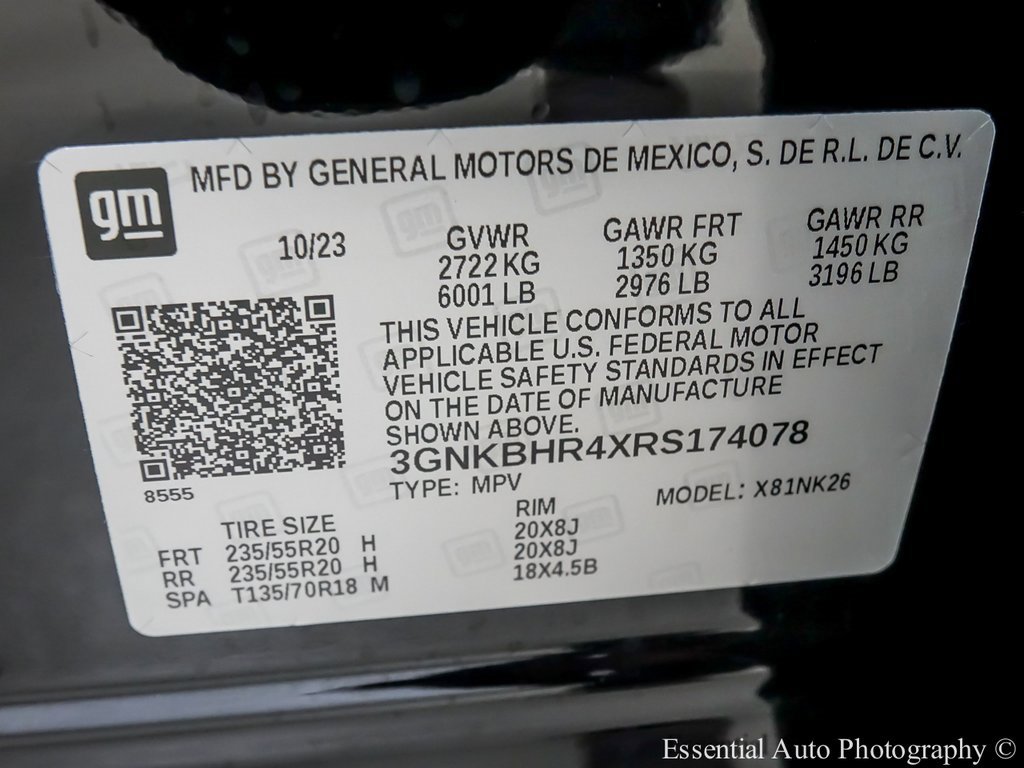 gm
MFD BY GENERAL MOTORS DE MEXICO, S. DE R.L. DE C.V.
10/23
GVWR
2722 KG
6001 LB
GAWR FRT
1350 KG
2976 LB
GAWR RR
1450 KG
3196 LB
THIS VEHICLE CONFORMS TO ALL
APPLICABLE U.S. FEDERAL MOTOR
VEHICLE SAFETY STANDARDS IN EFFECT
ON THE DATE OF MANUFACTURE
SHOWN ABOVE.
3GNKBHR4XRS174078
8555
TYPE: MPV
MODEL: X81NK26
TIRE SIZE RIM
FRT 235/55R20 H 20X8J
RR 235/55R20 H 20X8J
SPA T135/70R18 M 18X4.5B
Essential Auto Photography ©